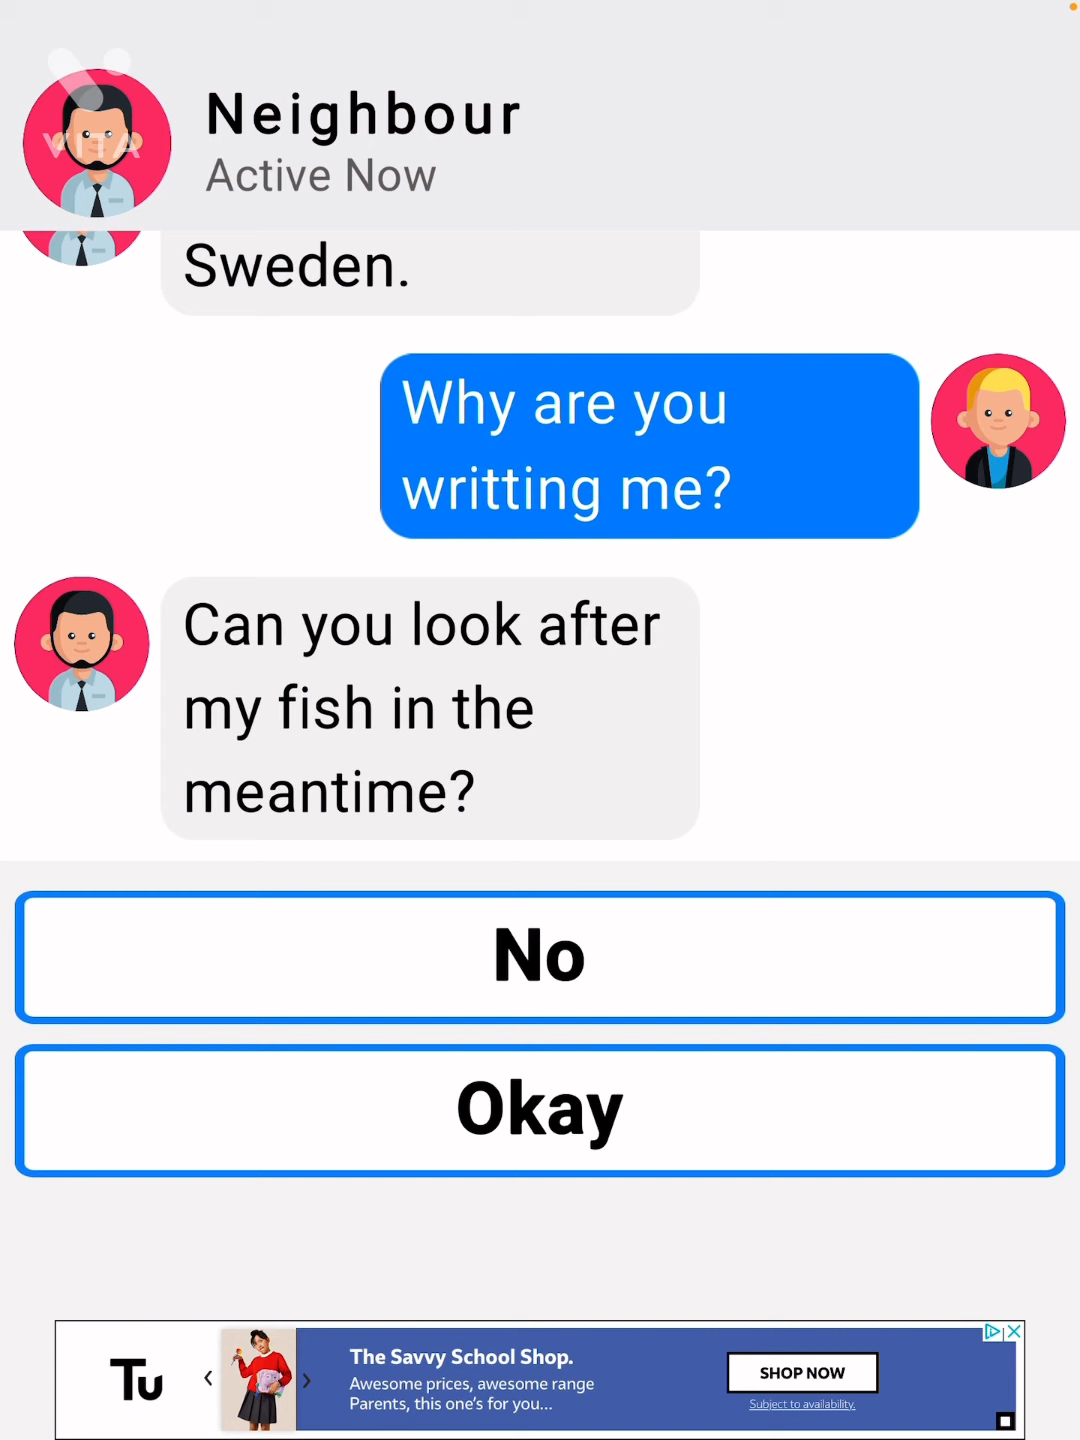 VITA
Neighbour
Active Now
Sweden.
Why are you
writting me?
Can you look after
my fish in the
meantime?
No
Okay
Tu
The Savvy School Shop.
Awesome prices, awesome range
Parents, this one's for you...
SHOP NOW
Subject to availability.